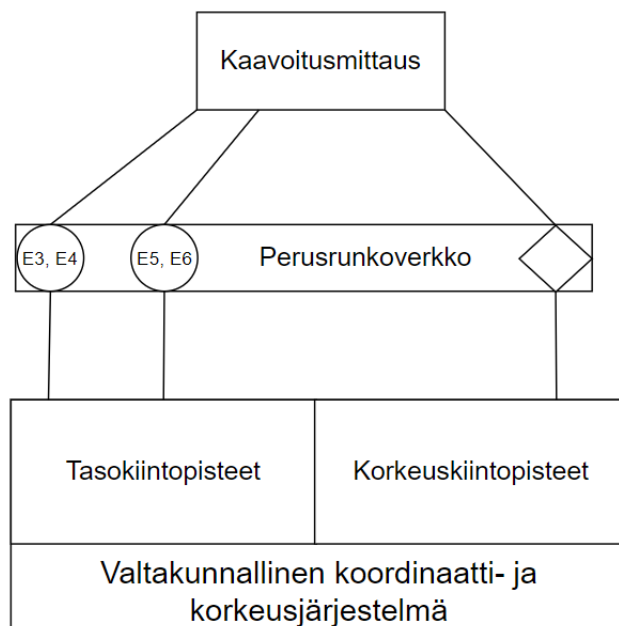 Kaavoitusmittaus
E3, E4
E5, E6
Perusrunkoverkko
Tasokiintopisteet
Korkeuskiintopisteet
Valtakunnallinen koordinaatti- ja
korkeusjärjestelmä